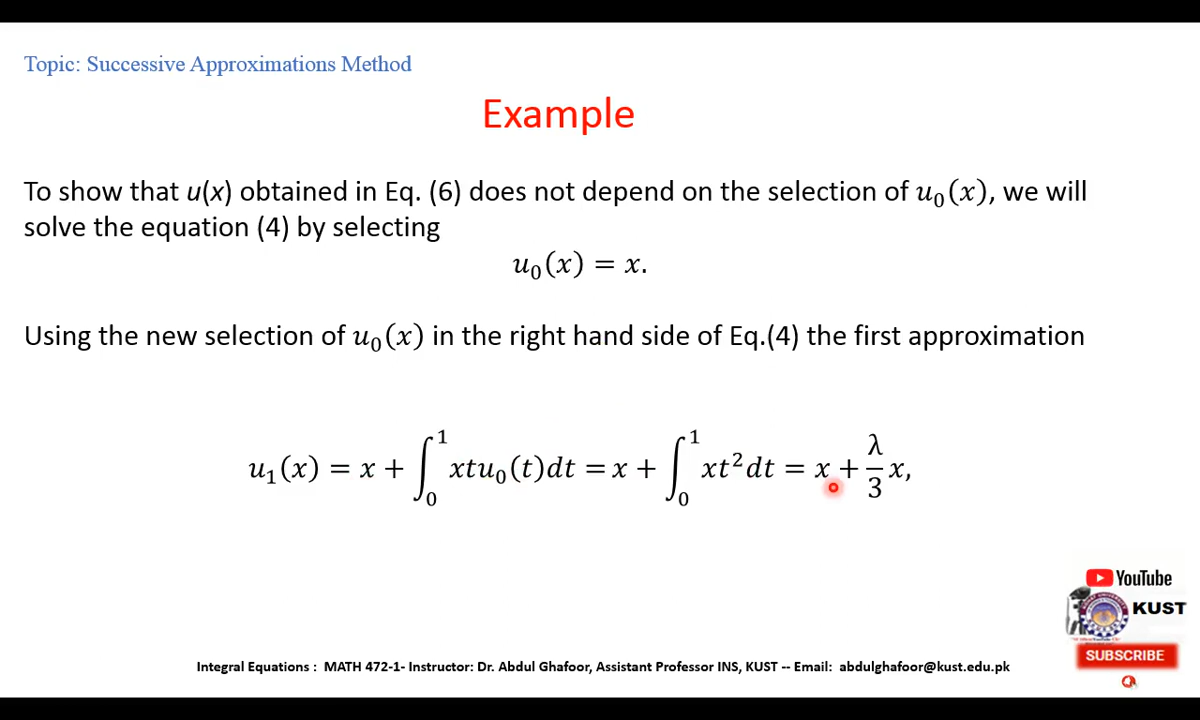 Topic: Successive Approximations Method
Example
To show that u(x) obtained in Eq. (6) does not depend on the selection of u₀(x), we will
solve the equation (4) by selecting
u₀(x) = x.
Using the new selection of u₀(x) in the right hand side of Eq.(4) the first approximation
u₁(x) = x + ∫₀¹ xtu₀(t)dt = x + ∫₀¹ xt²dt = x + λ/3 x,
YouTube
KUST
SUBSCRIBE
Integral Equations : MATH 472-1- Instructor: Dr. Abdul Ghafoor, Assistant Professor INS, KUST -- Email: abdulghafoor@kust.edu.pk